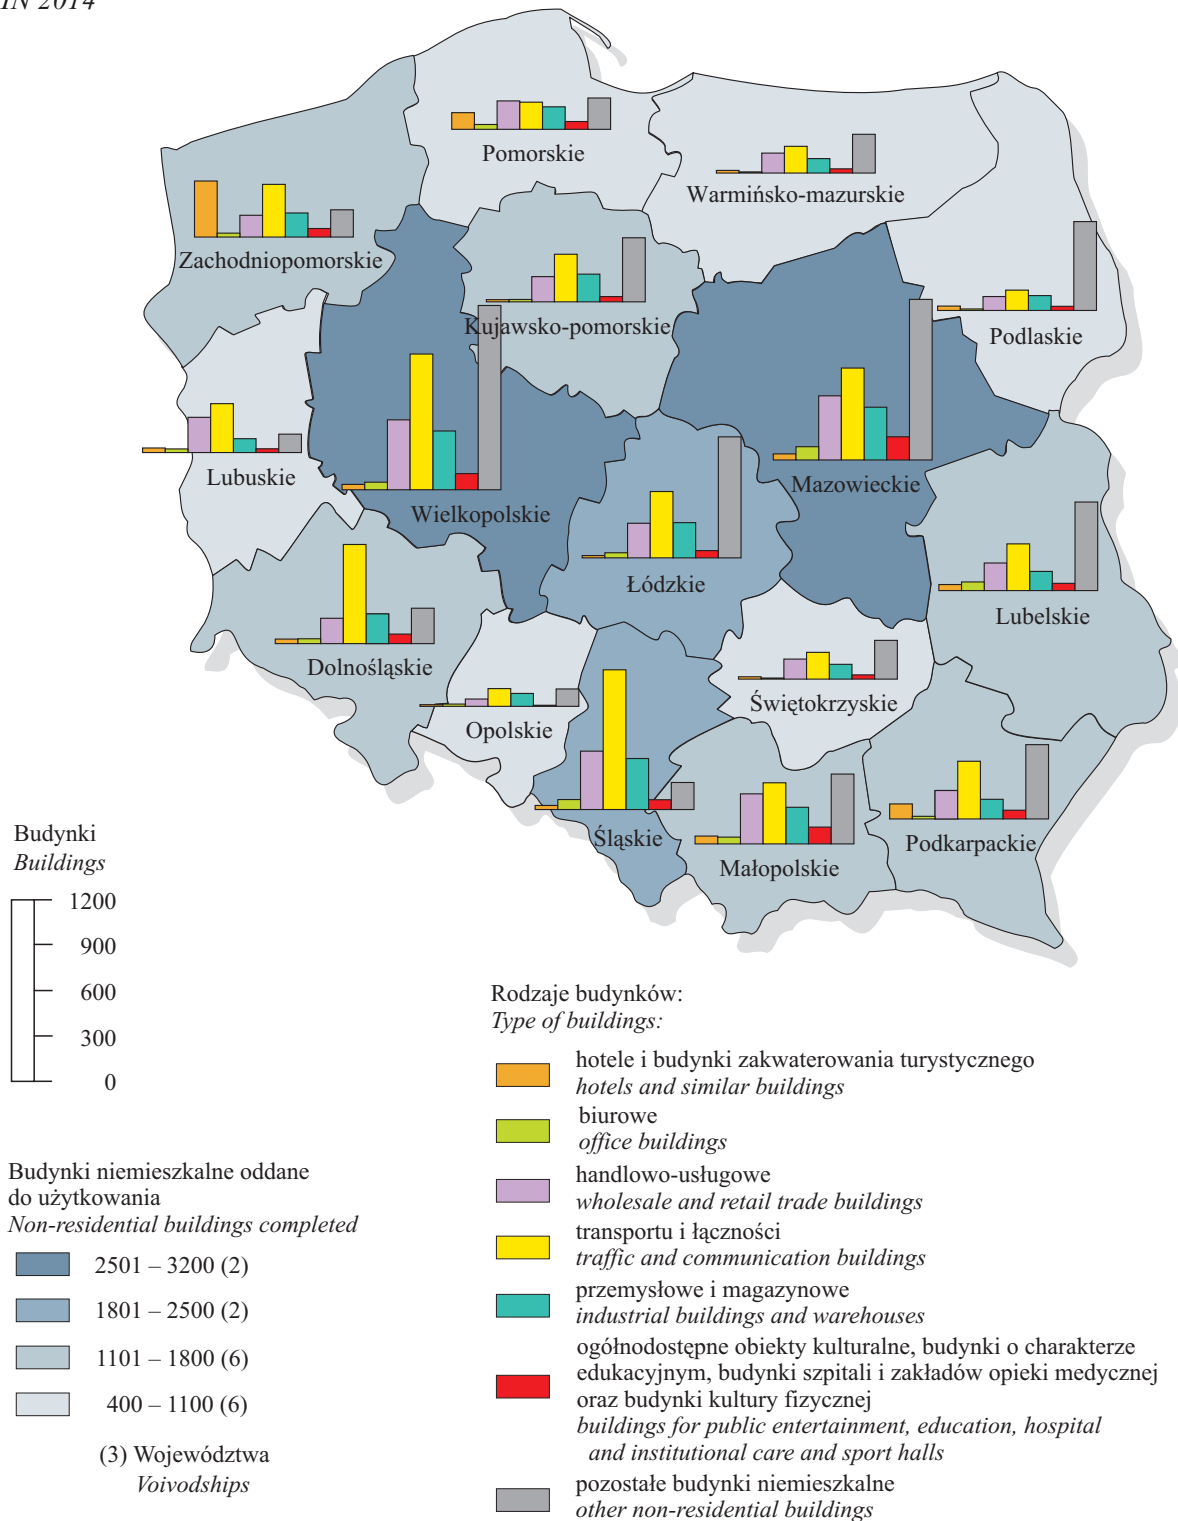 IN 2014
Pomorskie
Warmińsko-mazurskie
Zachodniopomorskie
Kujawsko-pomorskie
Podlaskie
Lubuskie
Wielkopolskie
Mazowieckie
Łódzkie
Lubelskie
Dolnośląskie
Opolskie
Świętokrzyskie
Śląskie
Małopolskie
Podkarpackie
Budynki
Buildings
1200
900
600
300
0
Budynki niemieszkalne oddane
do użytkowania
Non-residential buildings completed
2501 – 3200 (2)
1801 – 2500 (2)
1101 – 1800 (6)
400 – 1100 (6)
(3) Województwa
Voivodships
Rodzaje budynków:
Type of buildings:
hotele i budynki zakwaterowania turystycznego
hotels and similar buildings
biurowe
office buildings
handlowo-usługowe
wholesale and retail trade buildings
transportu i łączności
traffic and communication buildings
przemysłowe i magazynowe
industrial buildings and warehouses
ogólnodostępne obiekty kulturalne, budynki o charakterze
edukacyjnym, budynki szpitali i zakładów opieki medycznej
oraz budynki kultury fizycznej
buildings for public entertainment, education, hospital
and institutional care and sport halls
pozostałe budynki niemieszkalne
other non-residential buildings